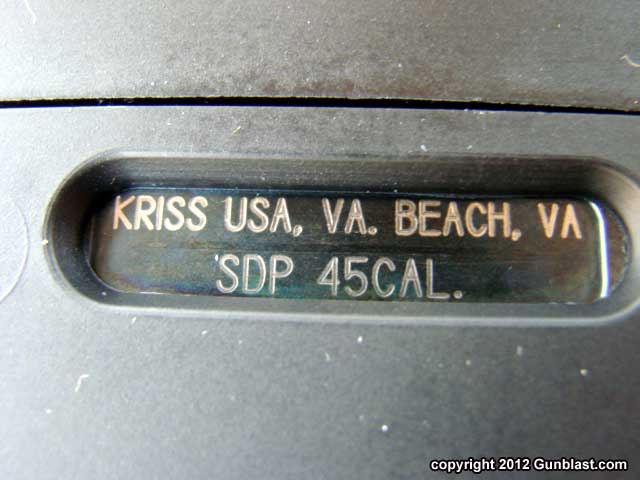 KRISS USA, VA. BEACH, VA
SDP 45CAL.
copyright 2012 Gunblast.com